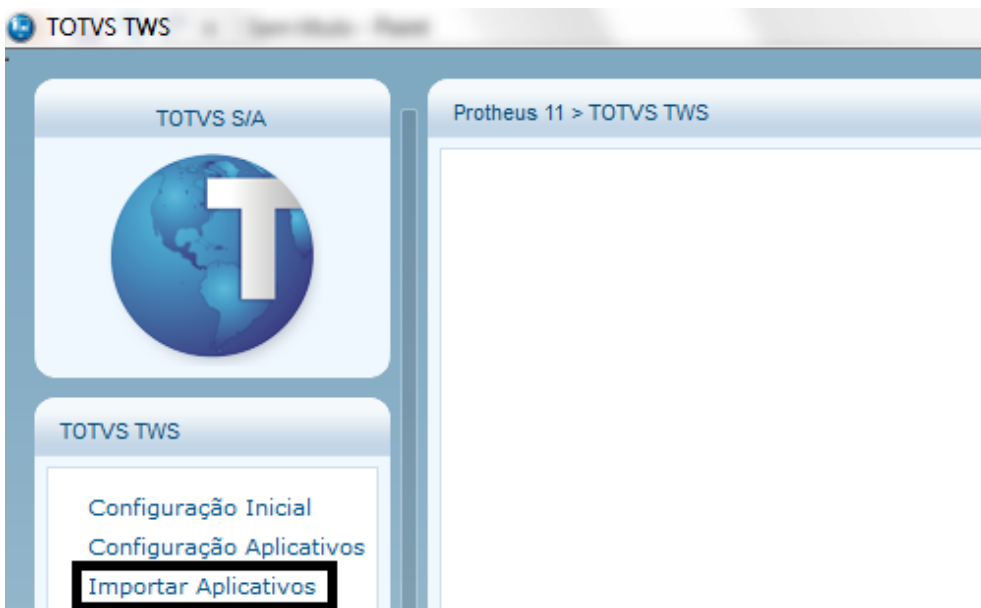 TOTVS TWS
TOTVS S/A
T
Protheus 11 > TOTVS TWS
TOTVS TWS
Configuração Inicial
Configuração Aplicativos
Importar Aplicativos